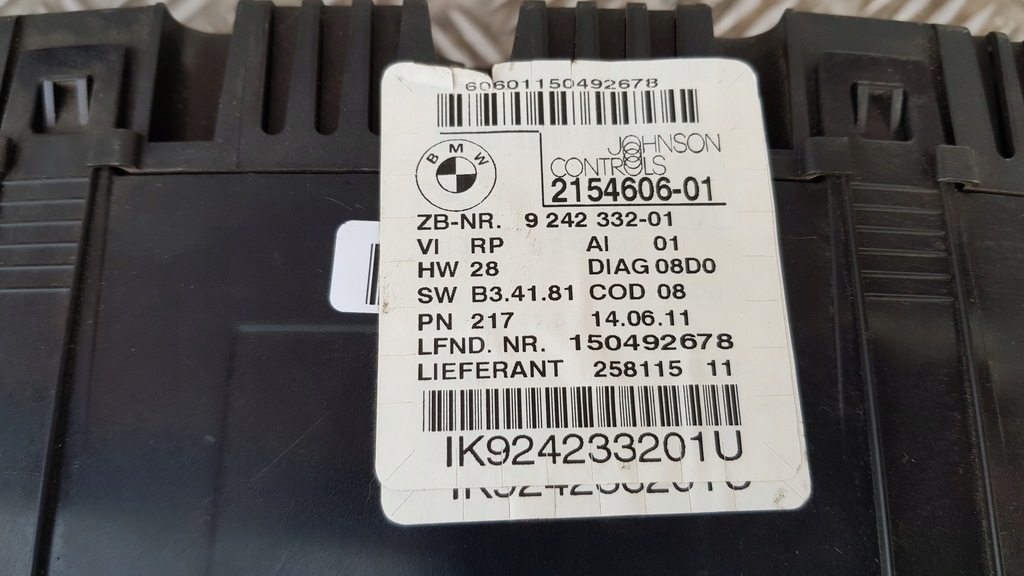 60601150492678
BMW
JOHNSON
CONTROLS
2154606-01
ZB-NR. 9 242 332-01
VI RP AI 01
HW 28 DIAG 08D0
SW B3.41.81 COD 08
PN 217 14.06.11
LFND. NR. 150492678
LIEFERANT 258115 11
IK924233201U